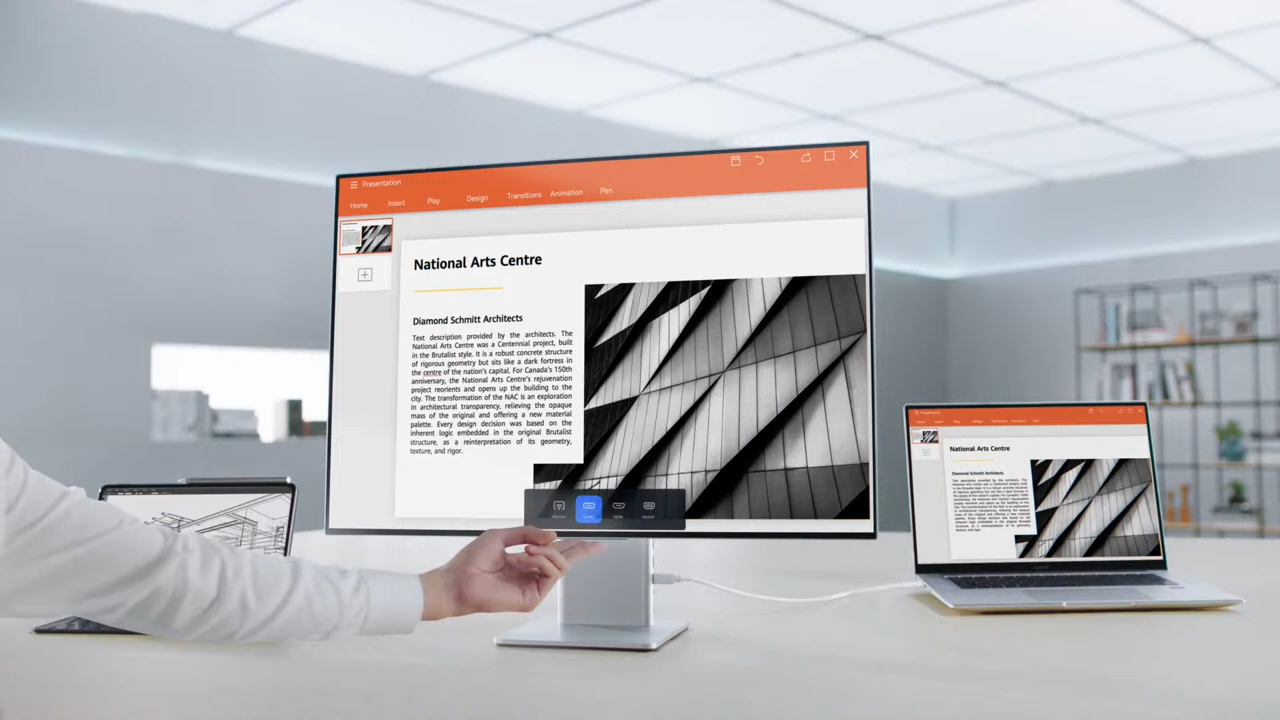 Presentation
Home Insert Play Design Transitions Animation Pen
National Arts Centre
Diamond Schmitt Architects
Text description provided by the architects. The
National Arts Centre was a Centennial project, built
in the Brutalist style. It is a robust concrete structure
of rigorous geometry but sits like a dark fortress in
the centre of the nation's capital. For Canada's 150th
anniversary, the National Arts Centre's rejuvenation
project reorients and opens up the building to the
city. The transformation of the NAC is an exploration
in architectural transparency, relieving the opaque
mass of the original and offering a new material
palette. Every design decision was based on the
inherent logic embedded in the original Brutalist
structure, as a reinterpretation of its geometry,
texture, and rigor.
Presentation
National Arts Centre
Diamond Schmitt Architects